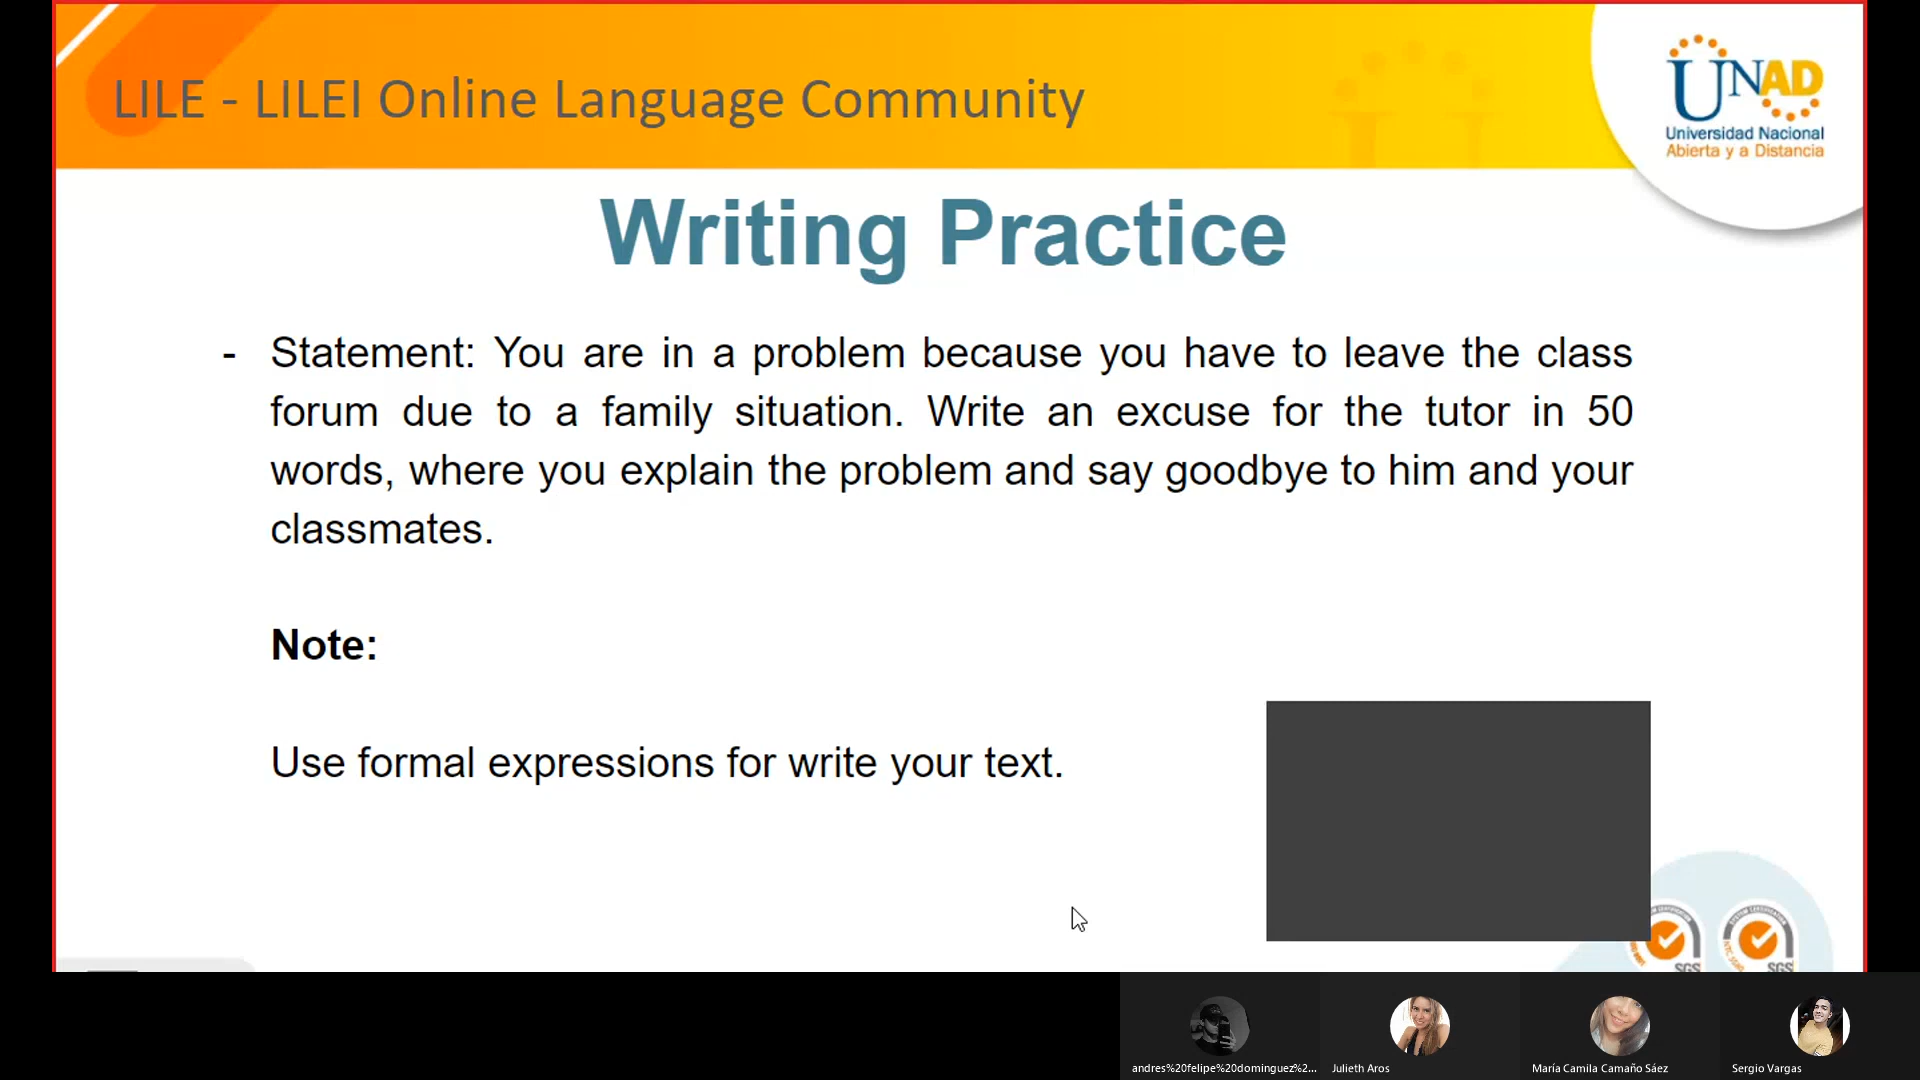 LILE - LILEI Online Language Community
UNAD
Universidad Nacional
Abierta y a Distancia
Writing Practice
- Statement: You are in a problem because you have to leave the class
forum due to a family situation. Write an excuse for the tutor in 50
words, where you explain the problem and say goodbye to him and your
classmates.
Note:
Use formal expressions for write your text.
SGS
SGS
andres%20felipe%20dominguez%2...
Julieth Aros
María Camila Camaño Sáez
Sergio Vargas